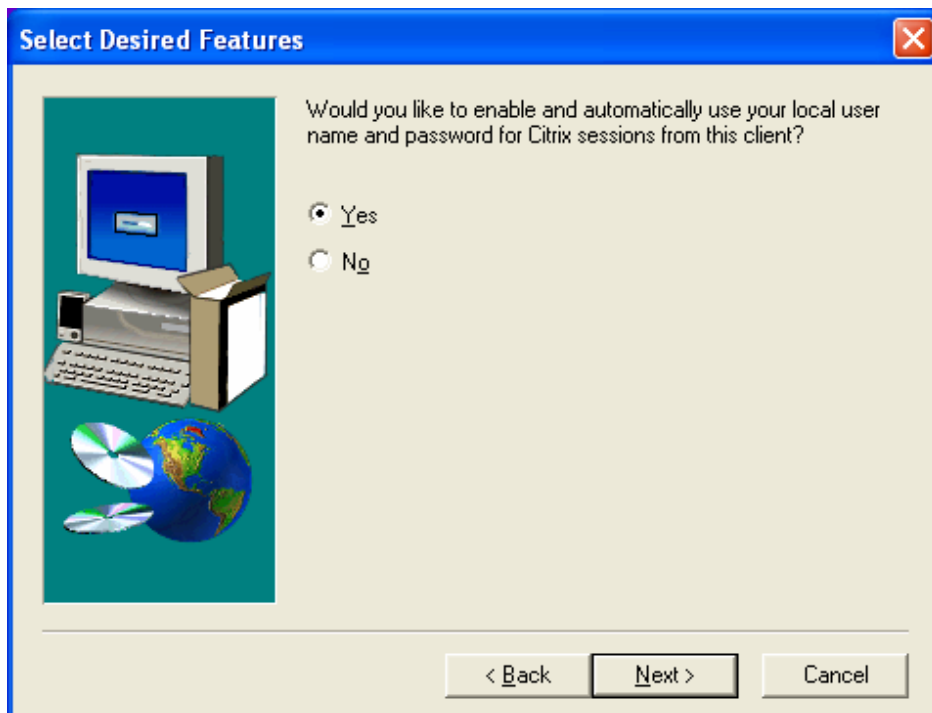 Select Desired Features
Would you like to enable and automatically use your local user
name and password for Citrix sessions from this client?
Yes
No
< Back
Next >
Cancel